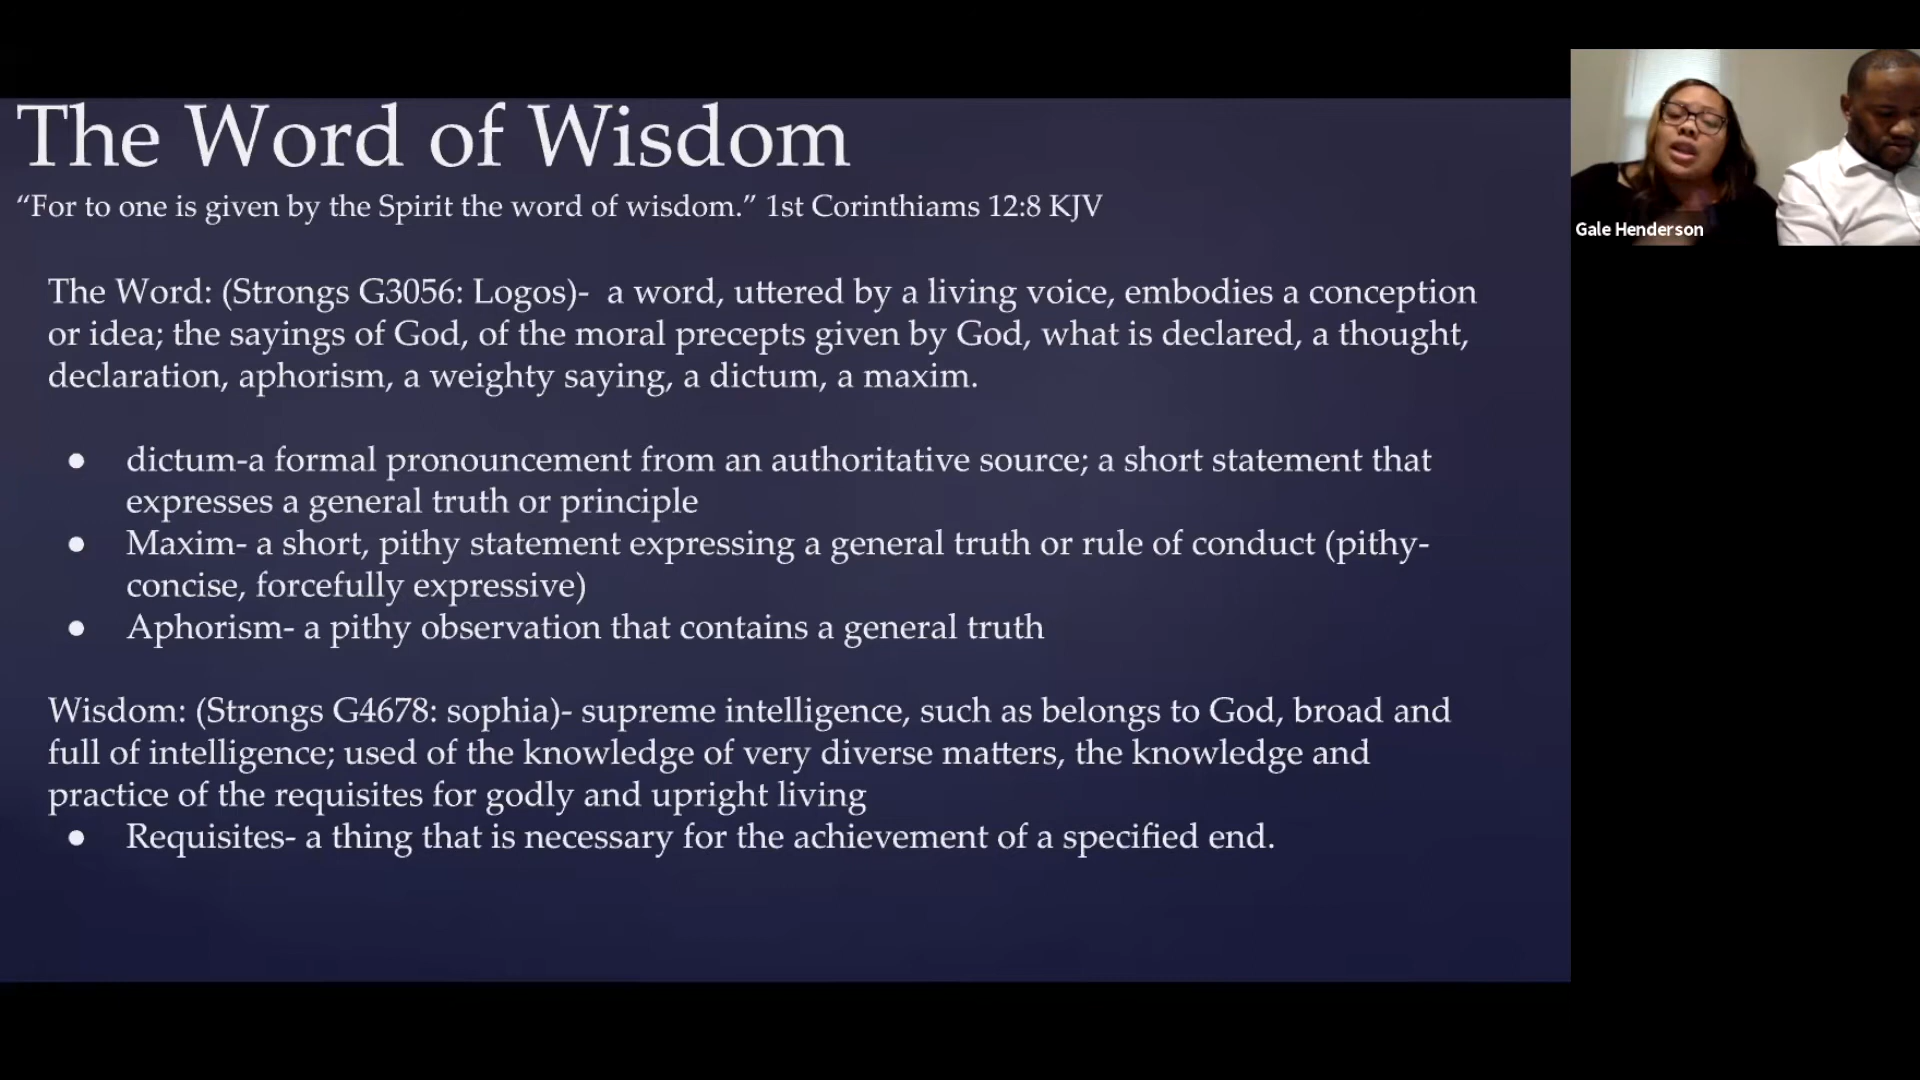 The Word of Wisdom
“For to one is given by the Spirit the word of wisdom.” 1st Corinthians 12:8 KJV
Gale Henderson
The Word: (Strongs G3056: Logos)- a word, uttered by a living voice, embodies a conception
or idea; the sayings of God, of the moral precepts given by God, what is declared, a thought,
declaration, aphorism, a weighty saying, a dictum, a maxim.
● dictum-a formal pronouncement from an authoritative source; a short statement that
expresses a general truth or principle
● Maxim- a short, pithy statement expressing a general truth or rule of conduct (pithy-
concise, forcefully expressive)
● Aphorism- a pithy observation that contains a general truth
Wisdom: (Strongs G4678: sophia)- supreme intelligence, such as belongs to God, broad and
full of intelligence; used of the knowledge of very diverse matters, the knowledge and
practice of the requisites for godly and upright living
● Requisites- a thing that is necessary for the achievement of a specified end.